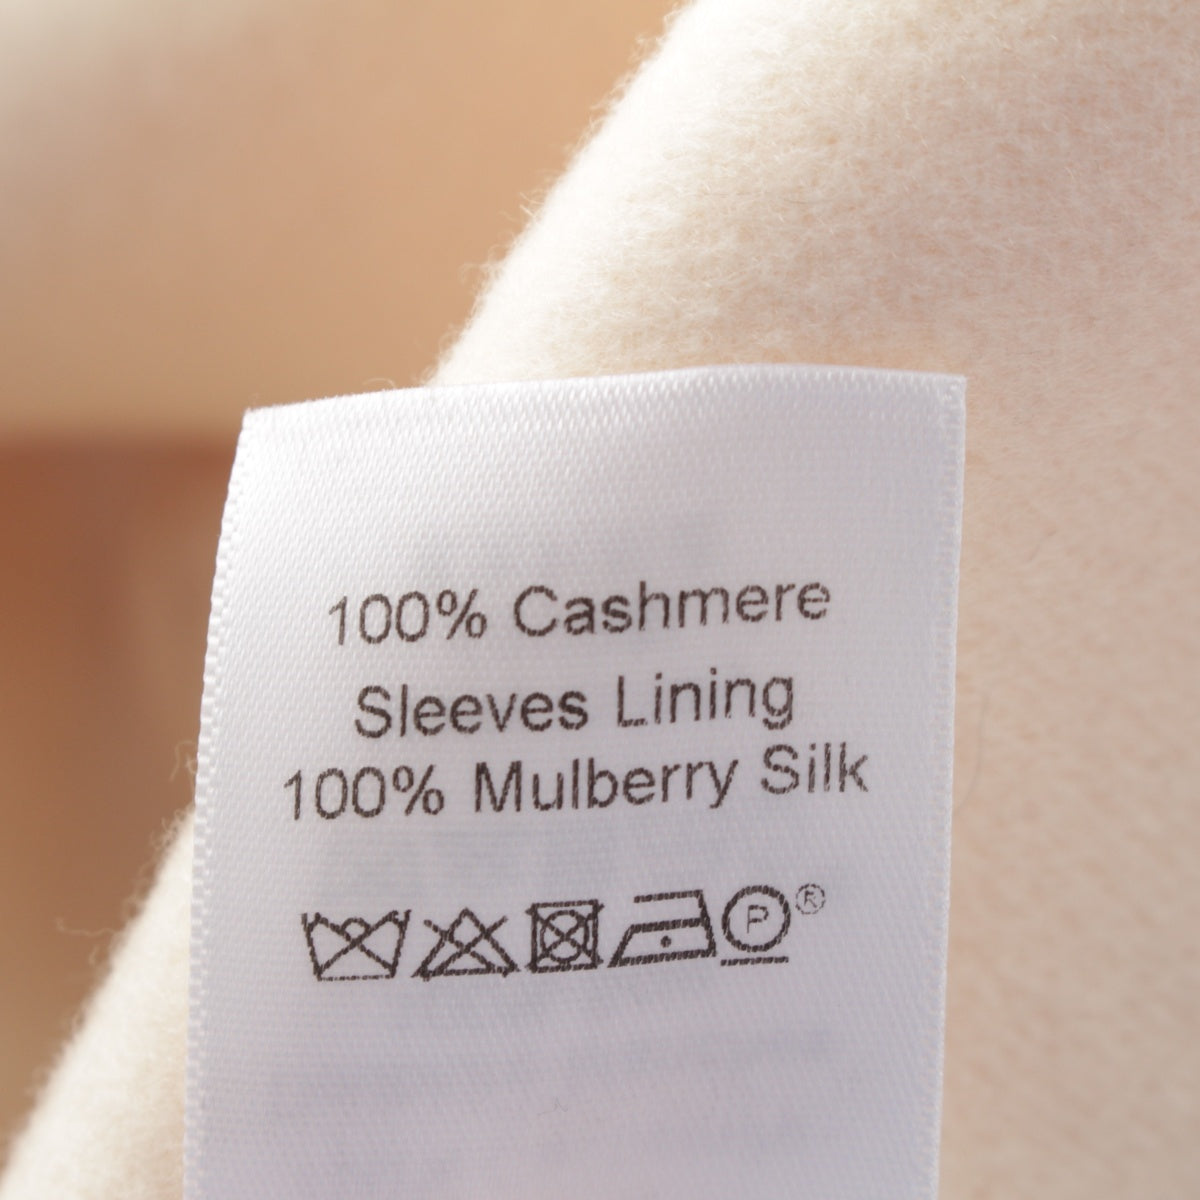 100% Cashmere
Sleeves Lining
100% Mulberry Silk
P ®